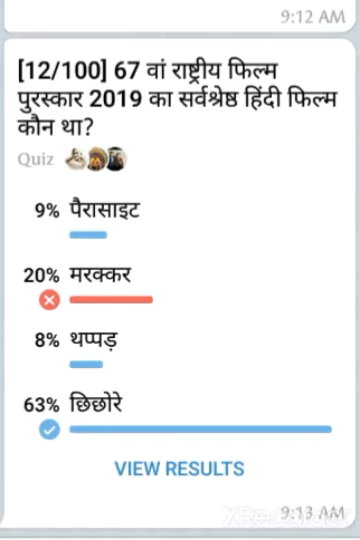 9:12 AM
[12/100] 67 वां राष्ट्रीय फिल्म
पुरस्कार 2019 का सर्वश्रेष्ठ हिंदी फिल्म
कौन था?
Quiz
9% पैरासाइट
20% मरक्कर
8% थप्पड़
63% छिछोरे
VIEW RESULTS
9:13 AM